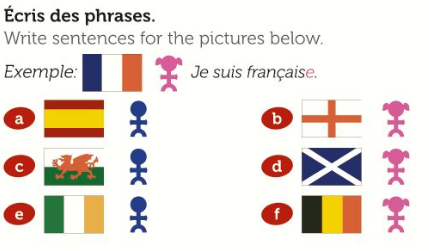 Écris des phrases.
Write sentences for the pictures below.
Exemple: Je suis française.
a b
c d
e f